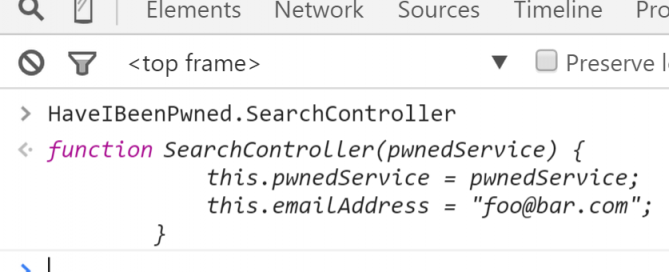 Elements Network Sources Timeline
<top frame> ▼ Preserve
> HaveIBeenPwned.SearchController
function SearchController(pwnedService) {
this.pwnedService = pwnedService;
this.emailAddress = "foo@bar.com";
}
>